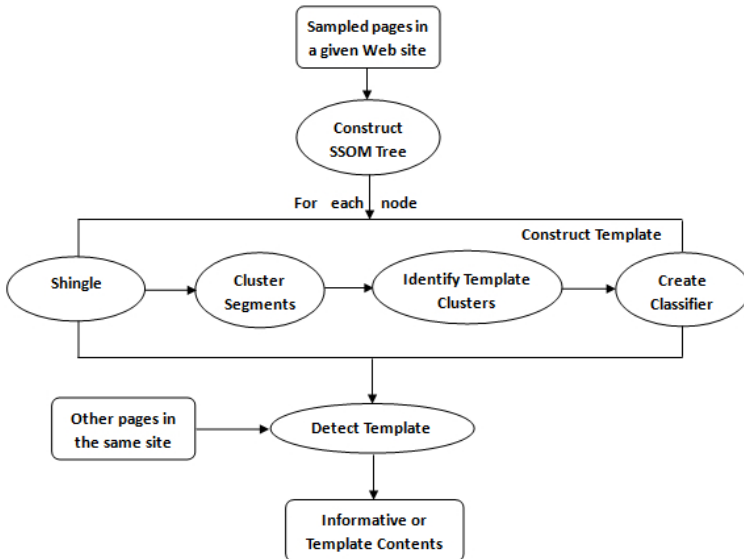 Sampled pages in
a given Web site
Construct
SSOM Tree
For each node
Construct Template
Shingle
Cluster
Segments
Identify Template
Clusters
Create
Classifier
Other pages in
the same site
Detect Template
Informative or
Template Contents